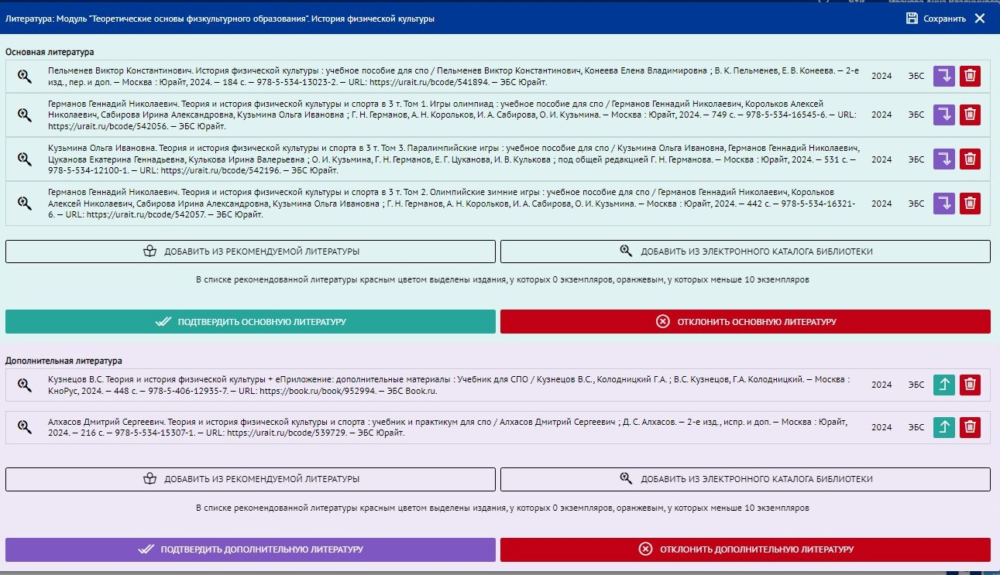 Литература: Модуль "Теоретические основы физкультурного образования". История физической культуры
Сохранить
Основная литература
Пельменев Виктор Константинович. История физической культуры : учебное пособие для спо / Пельменев Виктор Константинович, Конеева Елена Владимировна ; В. К. Пельменев, Е. В. Конеева. — 2-е
изд., пер. и доп. — Москва : Юрайт, 2024. — 184 с. — 978-5-534-13023-2. — URL: https://urait.ru/bcode/541894. — ЭБС Юрайт.
2024 ЭБС
Германов Геннадий Николаевич. Теория и история физической культуры и спорта в 3 т. Том 1. Игры олимпиад : учебное пособие для спо / Германов Геннадий Николаевич, Корольков Алексей
Николаевич, Сабирова Ирина Александровна, Кузьмина Ольга Ивановна ; Г. Н. Германов, А. Н. Корольков, И. А. Сабирова, О. И. Кузьмина. — Москва : Юрайт, 2024. — 749 с. — 978-5-534-16545-6. — URL:
https://urait.ru/bcode/542056. — ЭБС Юрайт.
2024 ЭБС
Кузьмина Ольга Ивановна. Теория и история физической культуры и спорта в 3 т. Том 3. Паралимпийские игры : учебное пособие для спо / Кузьмина Ольга Ивановна, Германов Геннадий Николаевич,
Цуканова Екатерина Геннадьевна, Кулькова Ирина Валерьевна ; О. И. Кузьмина, Г. Н. Германов, Е. Г. Цуканова, И. В. Кулькова ; под общей редакцией Г. Н. Германова. — Москва : Юрайт, 2024. — 531 с. —
978-5-534-12100-1. — URL: https://urait.ru/bcode/542196. — ЭБС Юрайт.
2024 ЭБС
Германов Геннадий Николаевич. Теория и история физической культуры и спорта в 3 т. Том 2. Олимпийские зимние игры : учебное пособие для спо / Германов Геннадий Николаевич, Корольков
Алексей Николаевич, Сабирова Ирина Александровна, Кузьмина Ольга Ивановна ; Г. Н. Германов, А. Н. Корольков, И. А. Сабирова, О. И. Кузьмина. — Москва : Юрайт, 2024. — 442 с. — 978-5-534-16321-
6. — URL: https://urait.ru/bcode/542057. — ЭБС Юрайт.
2024 ЭБС
ДОБАВИТЬ ИЗ РЕКОМЕНДУЕМОЙ ЛИТЕРАТУРЫ
ДОБАВИТЬ ИЗ ЭЛЕКТРОННОГО КАТАЛОГА БИБЛИОТЕКИ
В списке рекомендованной литературы красным цветом выделены издания, у которых 0 экземпляров, оранжевым, у которых меньше 10 экземпляров
ПОДТВЕРДИТЬ ОСНОВНУЮ ЛИТЕРАТУРУ
ОТКЛОНИТЬ ОСНОВНУЮ ЛИТЕРАТУРУ
Дополнительная литература
Кузнецов В.С. Теория и история физической культуры + еПриложение: дополнительные материалы : Учебник для СПО / Кузнецов В.С., Колодницкий Г.А. ; В.С. Кузнецов, Г.А. Колодницкий. — Москва :
КноРус, 2024. — 448 с. — 978-5-406-12935-7. — URL: https://book.ru/book/952994. — ЭБС Book.ru.
2024 ЭБС
Алхасов Дмитрий Сергеевич. Теория и история физической культуры и спорта : учебник и практикум для спо / Алхасов Дмитрий Сергеевич ; Д. С. Алхасов. — 2-е изд., испр. и доп. — Москва : Юрайт,
2024. — 216 с. — 978-5-534-15307-1. — URL: https://urait.ru/bcode/539729. — ЭБС Юрайт.
2024 ЭБС
ДОБАВИТЬ ИЗ РЕКОМЕНДУЕМОЙ ЛИТЕРАТУРЫ
ДОБАВИТЬ ИЗ ЭЛЕКТРОННОГО КАТАЛОГА БИБЛИОТЕКИ
В списке рекомендованной литературы красным цветом выделены издания, у которых 0 экземпляров, оранжевым, у которых меньше 10 экземпляров
ПОДТВЕРДИТЬ ДОПОЛНИТЕЛЬНУЮ ЛИТЕРАТУРУ
ОТКЛОНИТЬ ДОПОЛНИТЕЛЬНУЮ ЛИТЕРАТУРУ